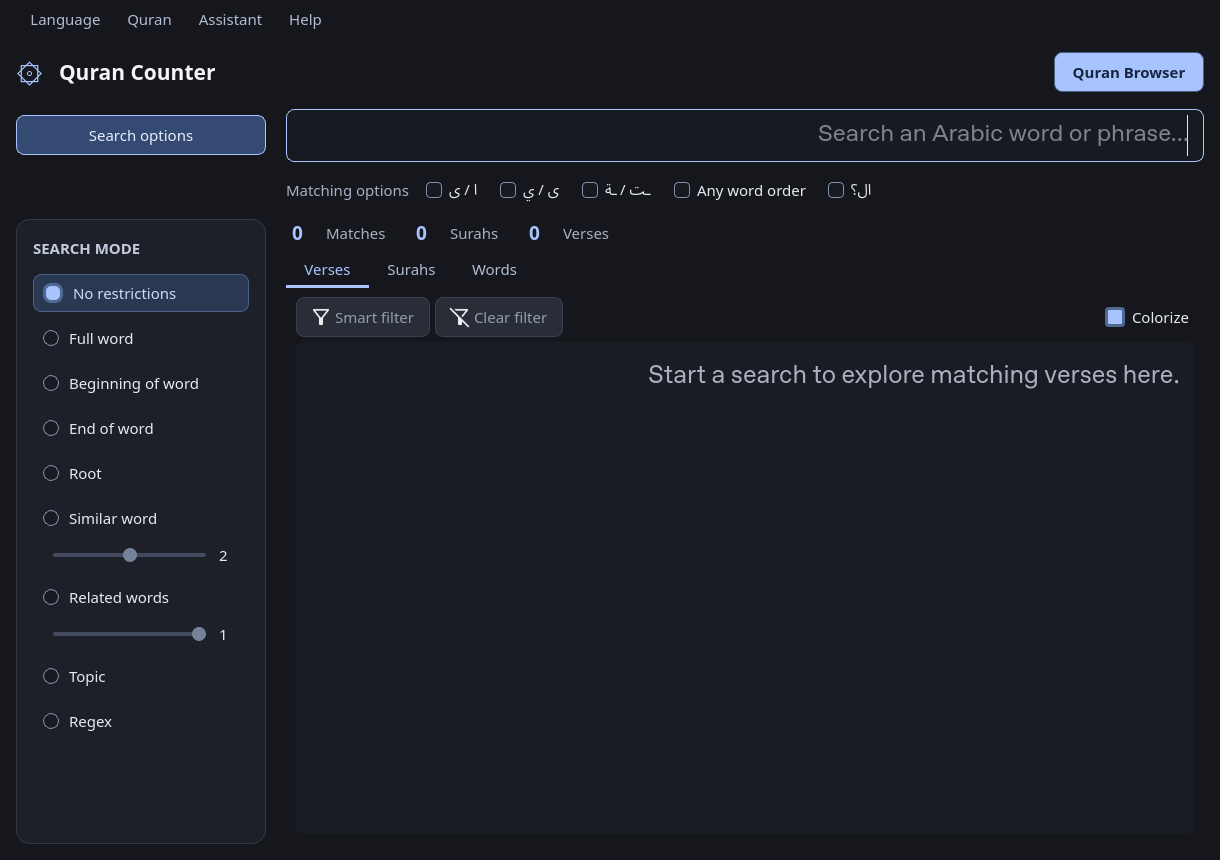 Language Quran Assistant Help
Quran Counter
Quran Browser
Search options
Search an Arabic word or phrase...
Matching options ا / ى ى / ي ـت / ـة Any word order ال؟
0 Matches 0 Surahs 0 Verses
Verses Surahs Words
Smart filter Clear filter Colorize
Start a search to explore matching verses here.
SEARCH MODE
No restrictions
Full word
Beginning of word
End of word
Root
Similar word
2
Related words
1
Topic
Regex